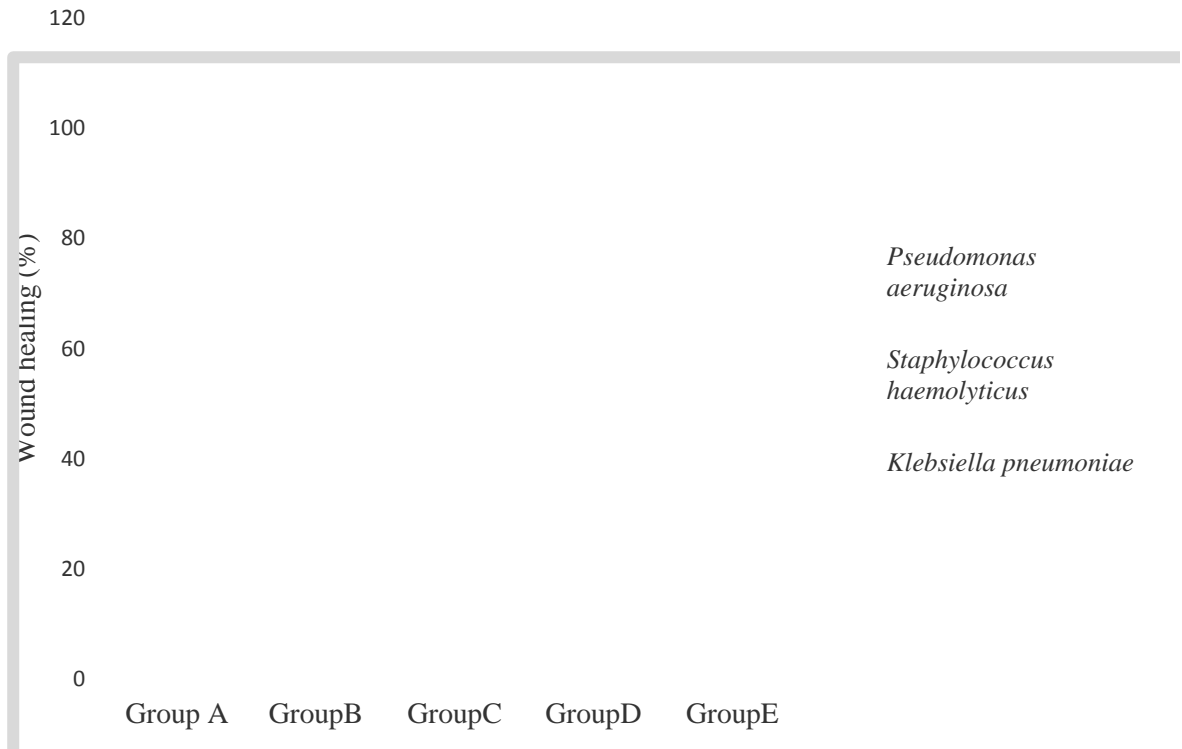 120
100
80
60
40
20
0
Wound healing (%)
Group A GroupB GroupC GroupD GroupE
Pseudomonas
aeruginosa
Staphylococcus
haemolyticus
Klebsiella pneumoniae